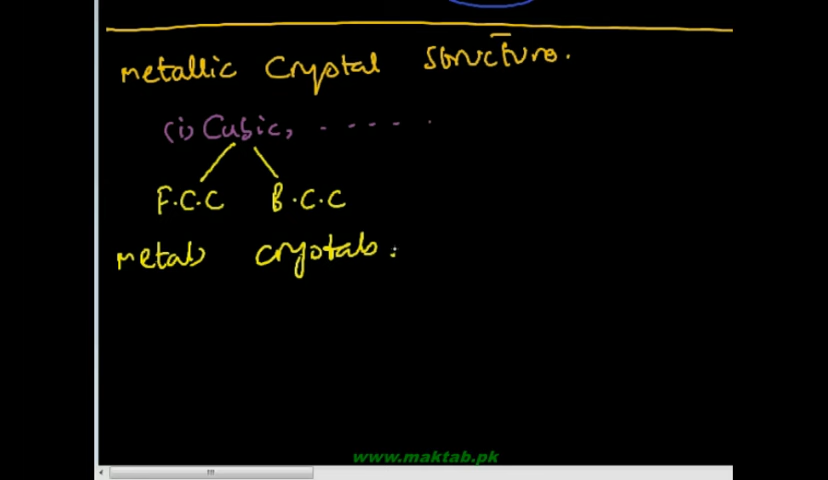 metallic Crystal structure.
(i) Cubic, - - - - - .
F.C.C B.C.C
metals crystals :
www.maktab.pk